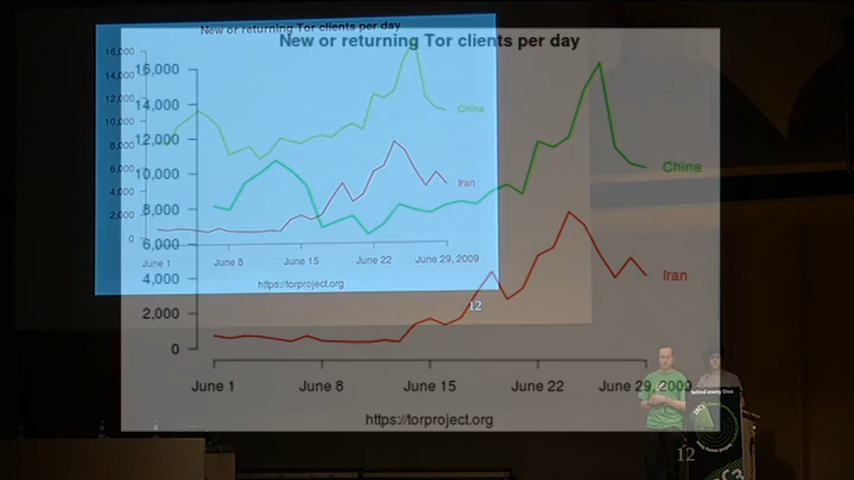 New or returning Tor clients per day
16,000
14,000
12,000
10,000
8,000
6,000
4,000
2,000
0
China
Iran
June 1
June 8
June 15
June 22
June 29, 2009
https://torproject.org
12
New or returning Tor clients per day
16,000
14,000
12,000
10,000
8,000
6,000
4,000
2,000
0
China
Iran
June 1
June 8
June 15
June 22
June 29, 2009
https://torproject.org
12
behind enemy lines